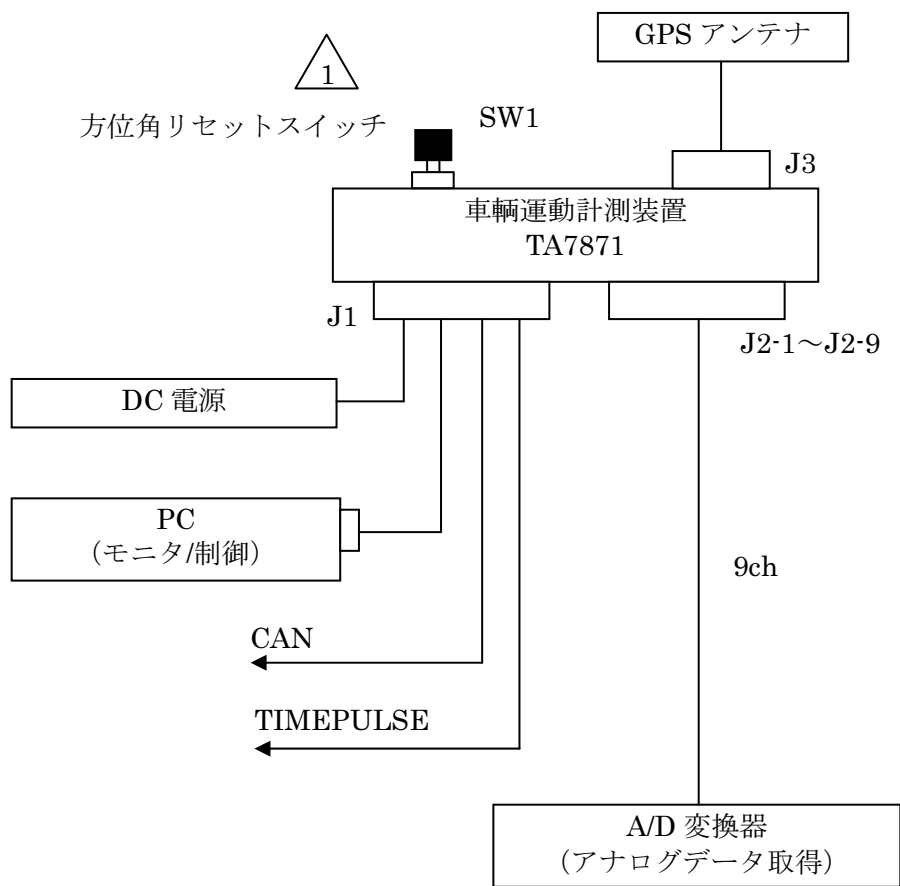 GPS アンテナ
1
方位角リセットスイッチ
SW1
J3
車輌運動計測装置
TA7871
J1
J2-1～J2-9
DC 電源
PC
（モニタ/制御）
9ch
CAN
TIMEPULSE
A/D 変換器
（アナログデータ取得）